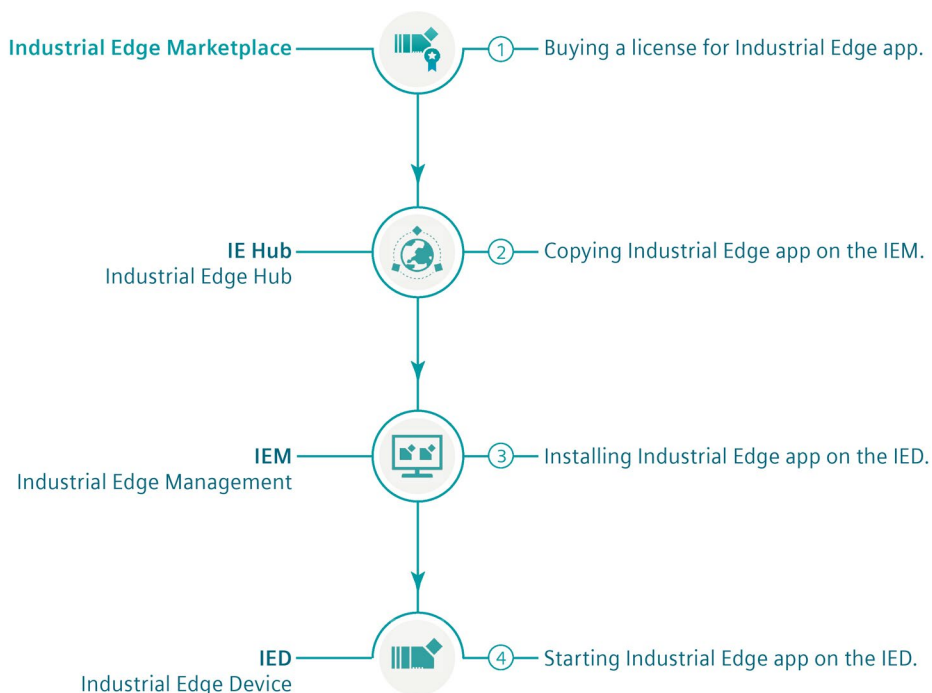 Industrial Edge Marketplace
1
Buying a license for Industrial Edge app.
IE Hub
Industrial Edge Hub
2
Copying Industrial Edge app on the IEM.
IEM
Industrial Edge Management
3
Installing Industrial Edge app on the IED.
IED
Industrial Edge Device
4
Starting Industrial Edge app on the IED.